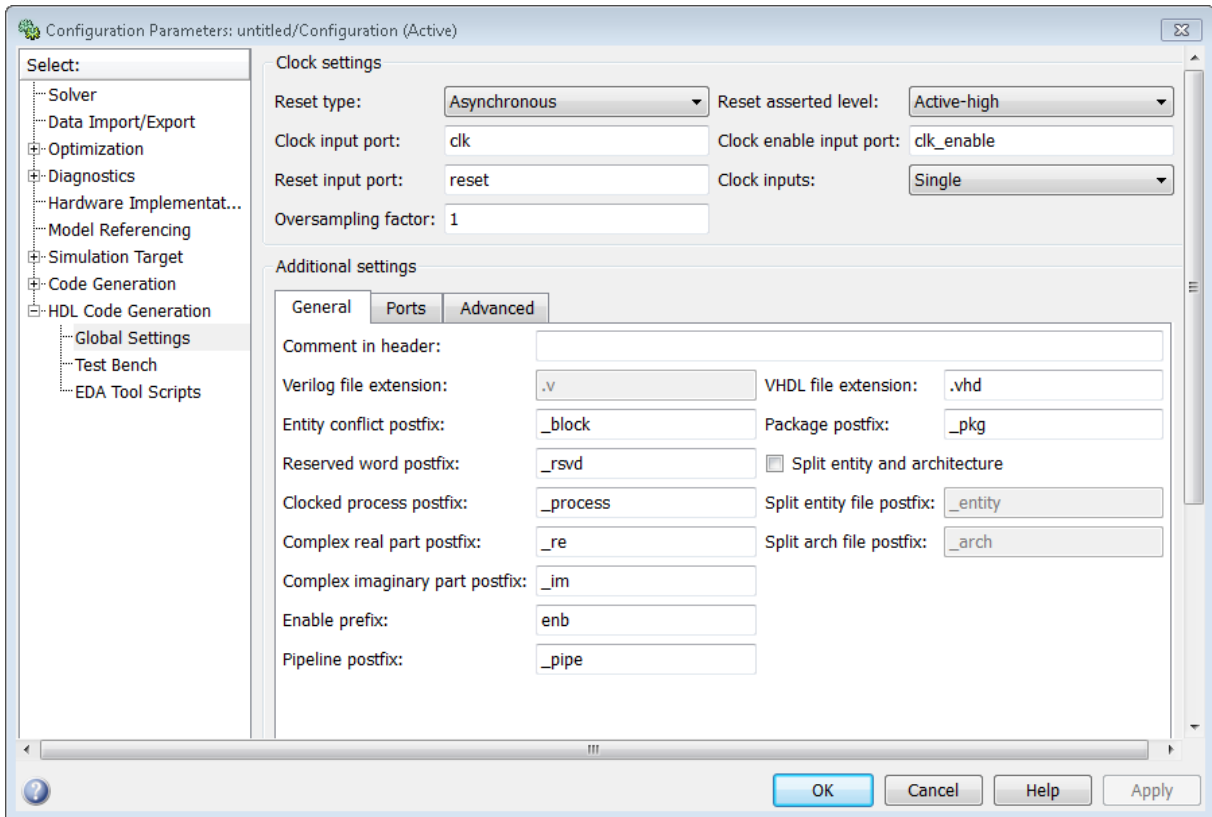 Configuration Parameters: untitled/Configuration (Active)
Select:
Solver
Data Import/Export
Optimization
Diagnostics
Hardware Implementat...
Model Referencing
Simulation Target
Code Generation
HDL Code Generation
Global Settings
Test Bench
EDA Tool Scripts
Clock settings
Reset type: Asynchronous Reset asserted level: Active-high
Clock input port: clk Clock enable input port: clk_enable
Reset input port: reset Clock inputs: Single
Oversampling factor: 1
Additional settings
General Ports Advanced
Comment in header:
Verilog file extension: .v VHDL file extension: .vhd
Entity conflict postfix: _block Package postfix: _pkg
Reserved word postfix: _rsvd Split entity and architecture
Clocked process postfix: _process Split entity file postfix: _entity
Complex real part postfix: _re Split arch file postfix: _arch
Complex imaginary part postfix: _im
Enable prefix: enb
Pipeline postfix: _pipe
? OK Cancel Help Apply